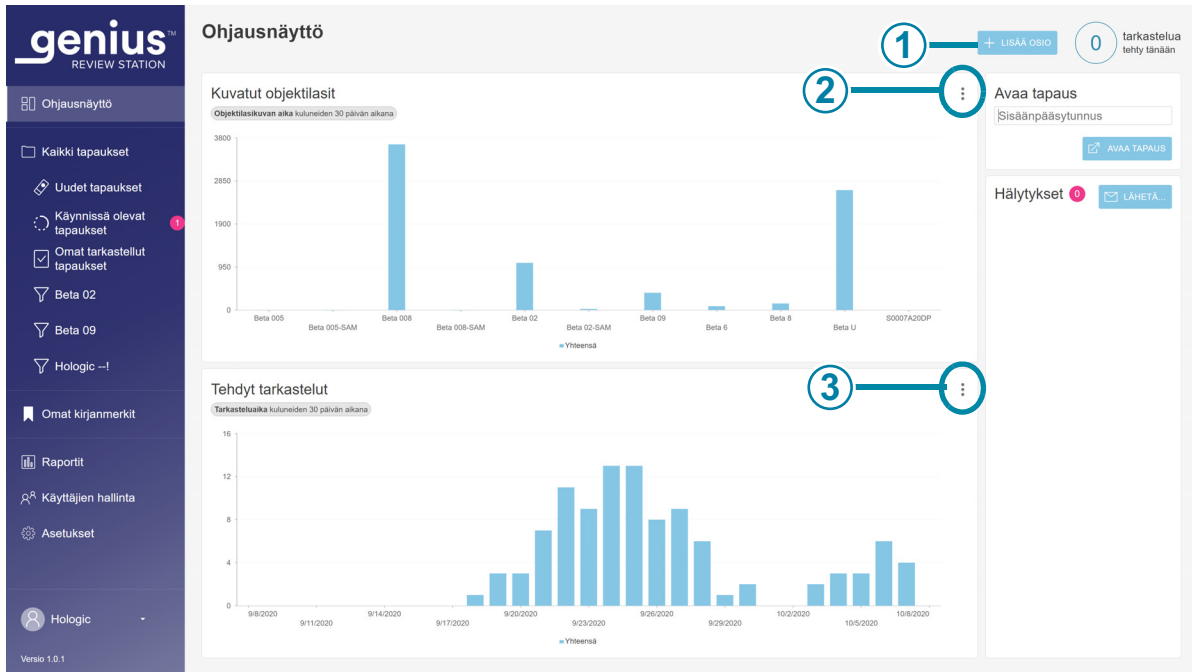 genius™
REVIEW STATION
Ohjausnäyttö
Kaikki tapaukset
Uudet tapaukset
Käynnissä olevat
tapaukset
1
Omat tarkastellut
tapaukset
Beta 02
Beta 09
Hologic --!
Omat kirjanmerkit
Raportit
Käyttäjien hallinta
Asetukset
Hologic
Versio 1.0.1
Ohjausnäyttö
1
+ LISÄÄ OSIO
0
tarkastelua
tehty tänään
Kuvatut objektilasit
2
Objektilasikuvan aika kuluneiden 30 päivän aikana
3800
2850
1900
950
0
Beta 005
Beta 005-SAM
Beta 008
Beta 008-SAM
Beta 02
Beta 02-SAM
Beta 09
Beta 6
Beta 8
Beta U
S0007A20DP
Yhteensä
Tehdyt tarkastelut
3
Tarkasteluaika kuluneiden 30 päivän aikana
16
12
8
4
0
9/8/2020
9/11/2020
9/14/2020
9/17/2020
9/20/2020
9/23/2020
9/26/2020
9/29/2020
10/2/2020
10/5/2020
10/8/2020
Yhteensä
Avaa tapaus
Sisäänpääsytunnus
AVAA TAPAUS
Hälytykset 0
LÄHETÄ...